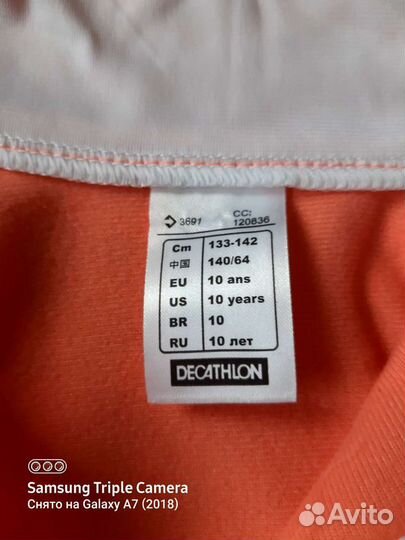 3691 CC: 120836
Cm 133-142
中国 140/64
EU 10 ans
US 10 years
BR 10
RU 10 лет
DECATHLON
Samsung Triple Camera
Снято на Galaxy A7 (2018)
Avito